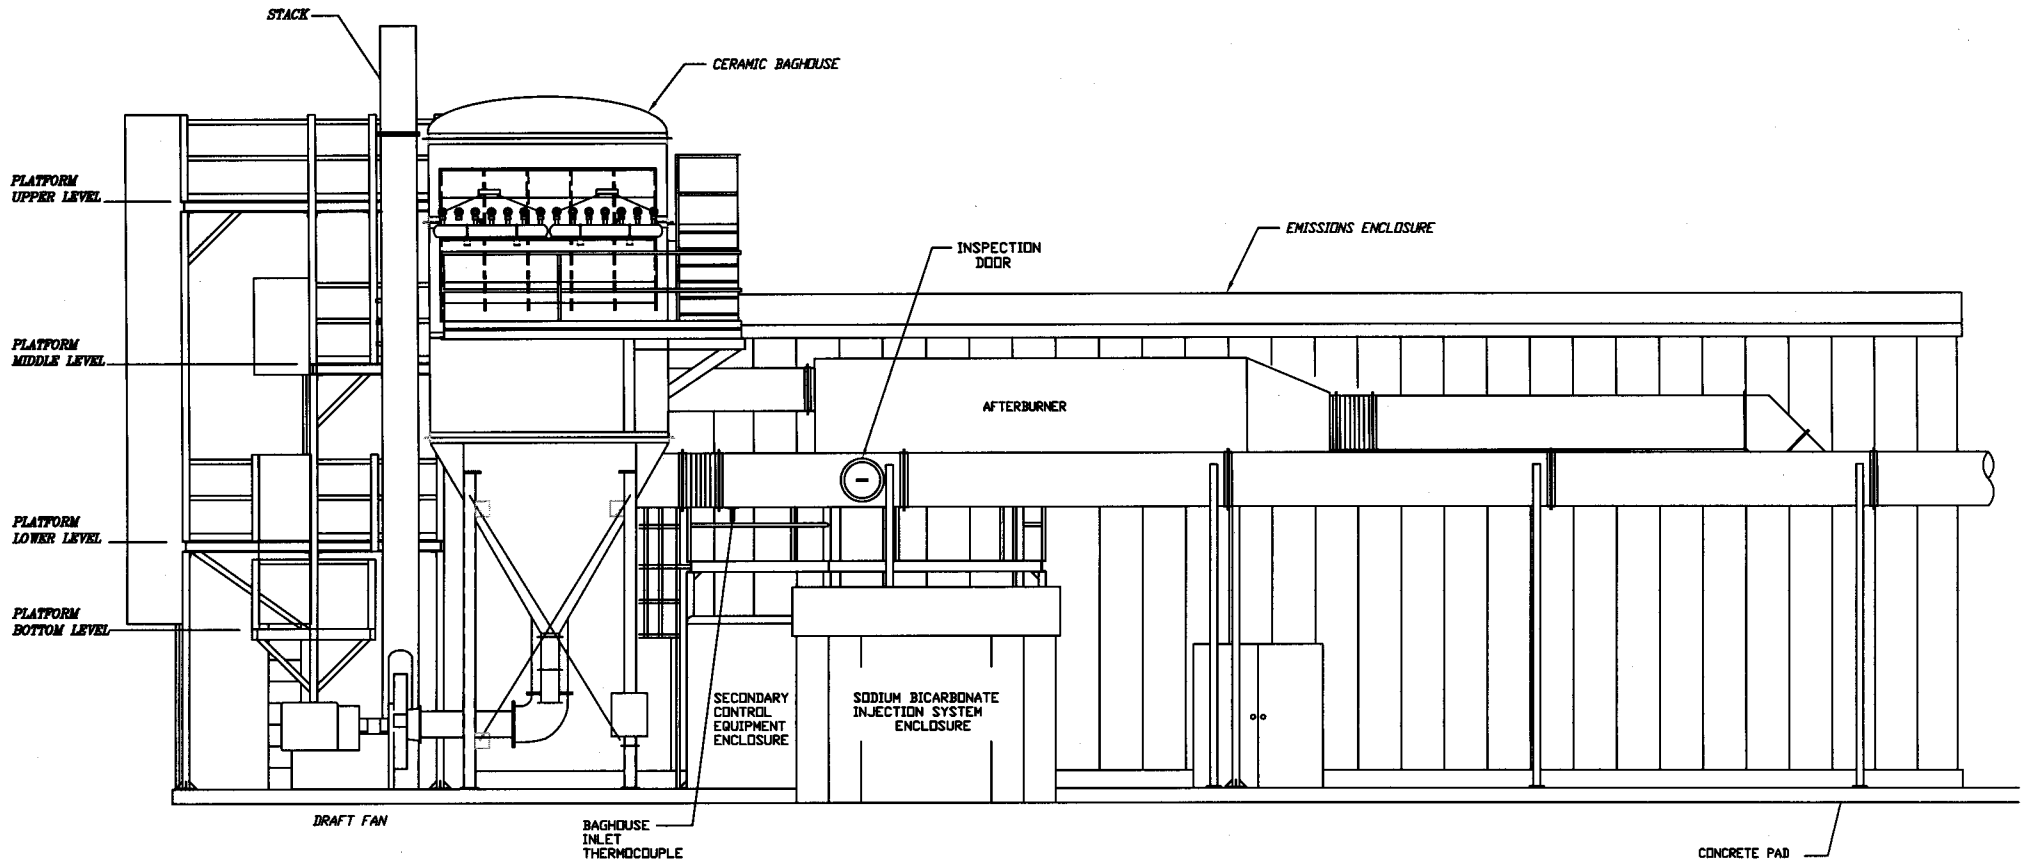 STACK
CERAMIC BAGHOUSE
PLATFORM
UPPER LEVEL
EMISSIONS ENCLOSURE
INSPECTION
DOOR
PLATFORM
MIDDLE LEVEL
AFTERBURNER
PLATFORM
LOWER LEVEL
PLATFORM
BOTTOM LEVEL
SECONDARY
CONTROL
EQUIPMENT
ENCLOSURE
SODIUM BICARBONATE
INJECTION SYSTEM
ENCLOSURE
DRAFT FAN
BAGHOUSE
INLET
THERMOCOUPLE
CONCRETE PAD